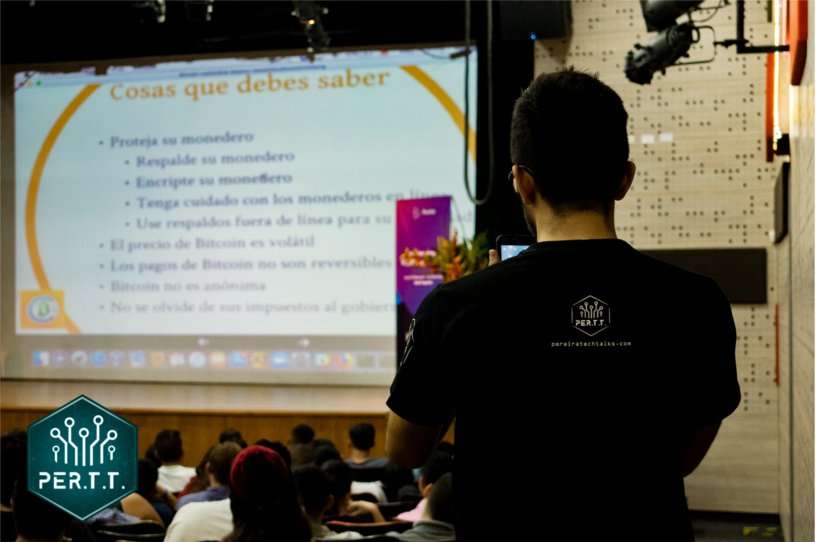 Cosas que debes saber
• Proteja su monedero
• Respalde su monedero
• Encripte su monedero
• Tenga cuidado con los monederos en línea
• Use respaldos fuera de línea para su
• El precio de Bitcoin es volátil
• Los pagos de Bitcoin no son reversibles
• Bitcoin no es anónima
• No se olvide de sus impuestos al gobierno
PER.T.T.
pereiratechtalks.com
PER.T.T.